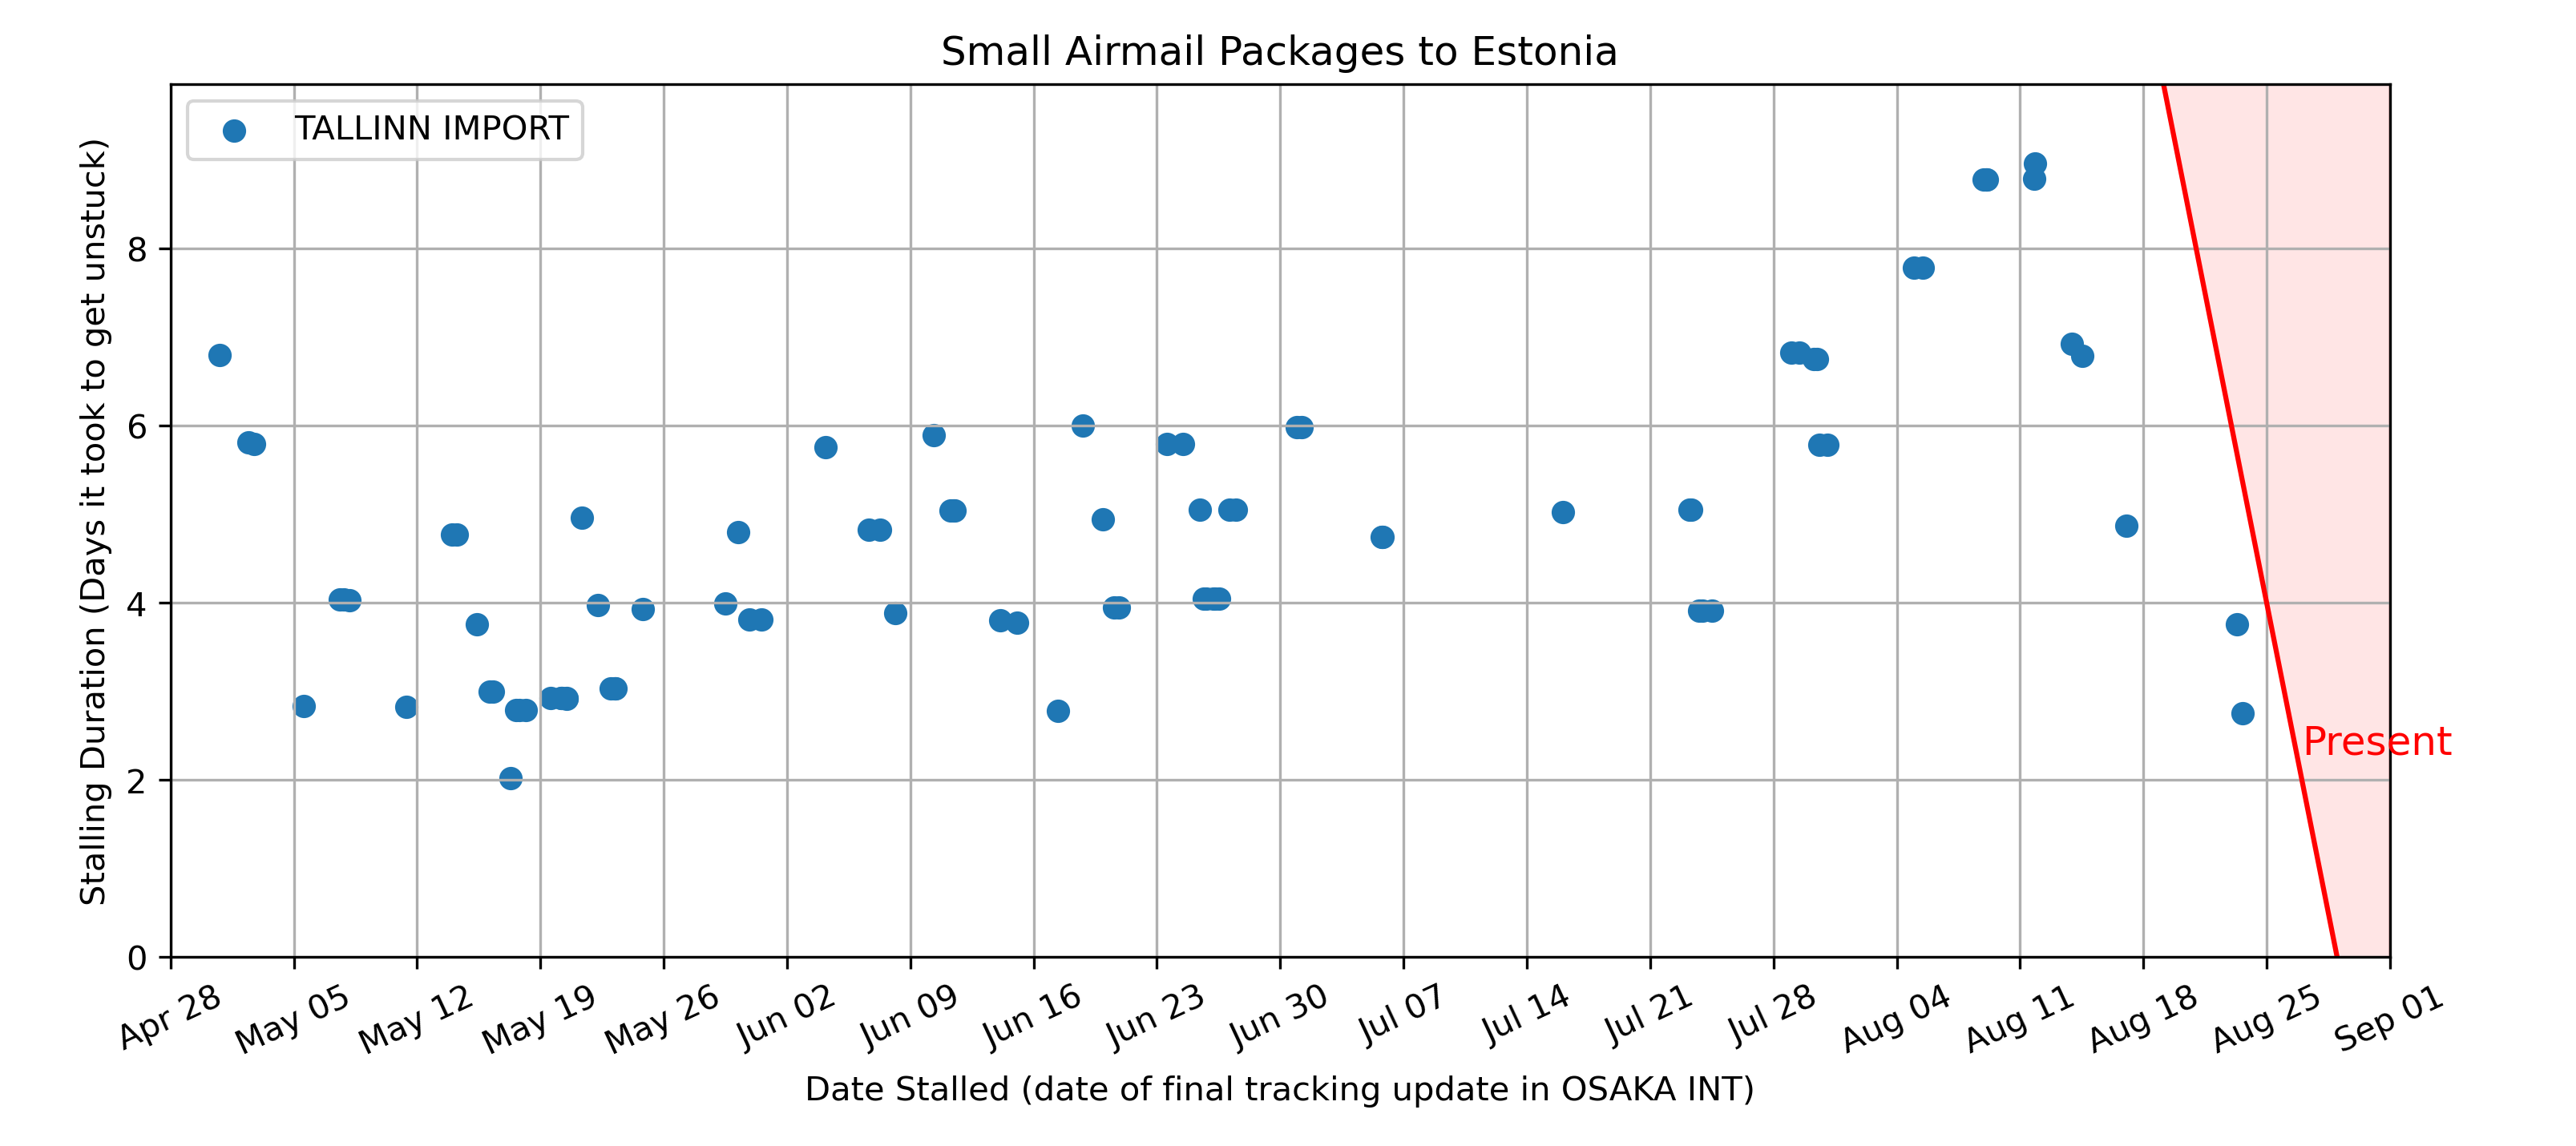 Small Airmail Packages to Estonia
TALLINN IMPORT
Stalling Duration (Days it took to get unstuck)
8
6
4
2
0
Present
Apr 28
May 05
May 12
May 19
May 26
Jun 02
Jun 09
Jun 16
Jun 23
Jun 30
Jul 07
Jul 14
Jul 21
Jul 28
Aug 04
Aug 11
Aug 18
Aug 25
Sep 01
Date Stalled (date of final tracking update in OSAKA INT)